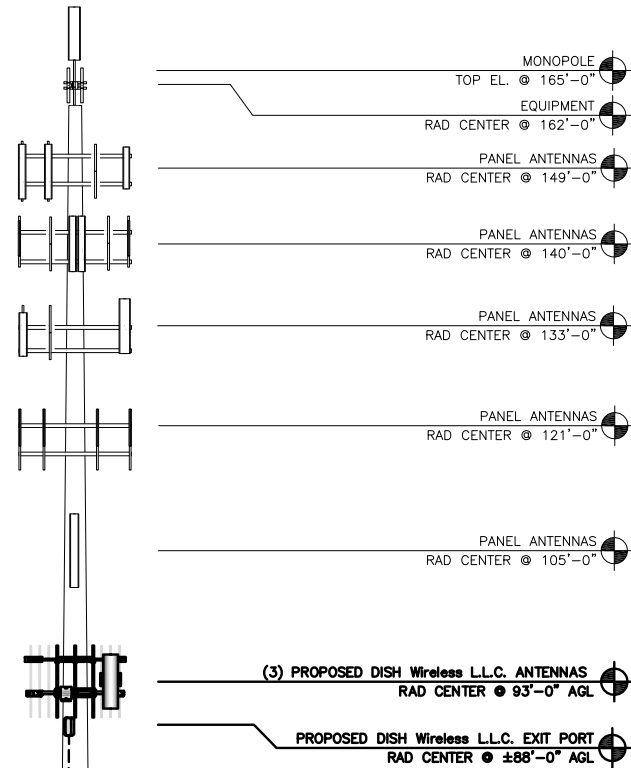 MONOPOLE
TOP EL. @ 165'-0"
EQUIPMENT
RAD CENTER @ 162'-0"
PANEL ANTENNAS
RAD CENTER @ 149'-0"
PANEL ANTENNAS
RAD CENTER @ 140'-0"
PANEL ANTENNAS
RAD CENTER @ 133'-0"
PANEL ANTENNAS
RAD CENTER @ 121'-0"
PANEL ANTENNAS
RAD CENTER @ 105'-0"
(3) PROPOSED DISH Wireless L.L.C. ANTENNAS
RAD CENTER @ 93'-0" AGL
PROPOSED DISH Wireless L.L.C. EXIT PORT
RAD CENTER @ ±88'-0" AGL